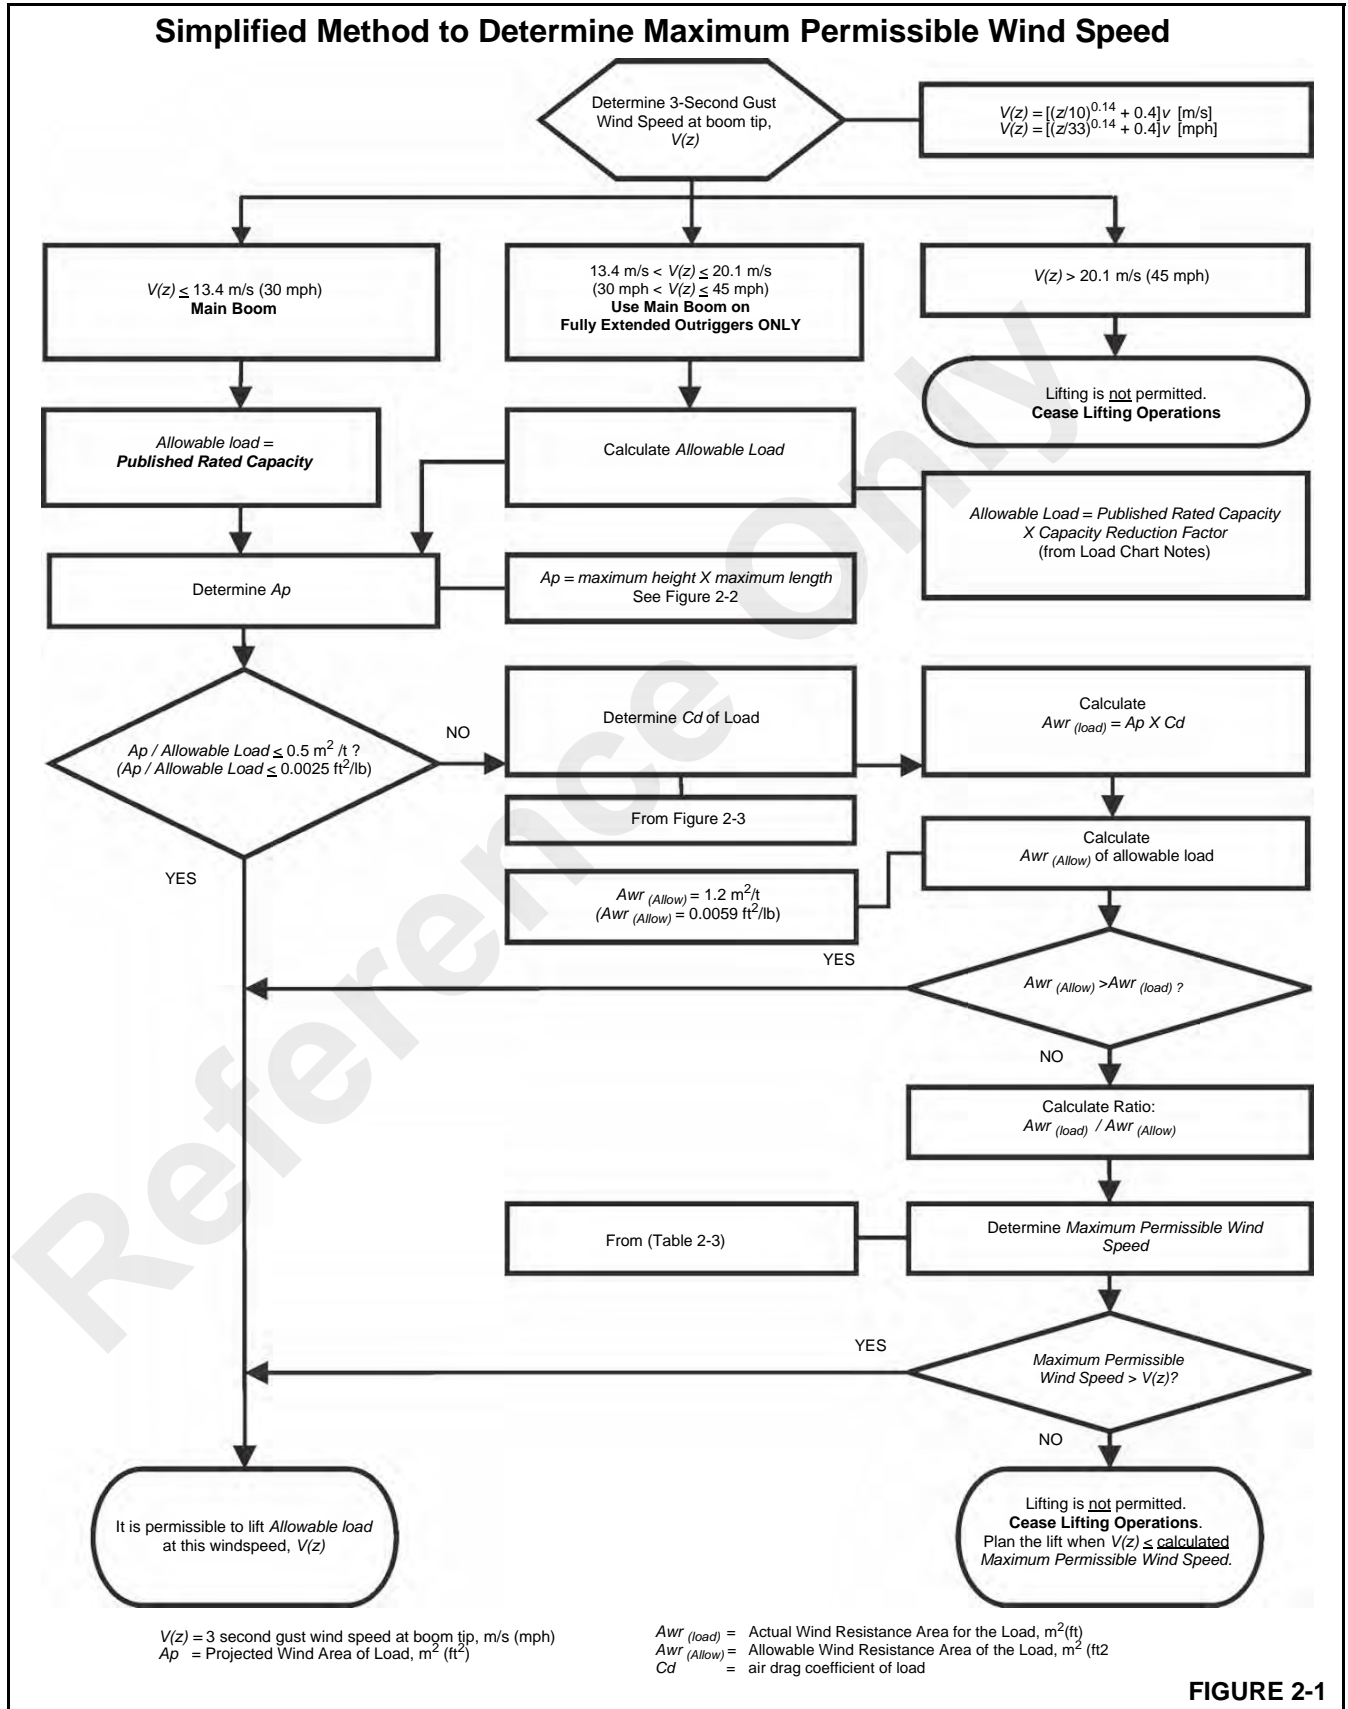 Simplified Method to Determine Maximum Permissible Wind Speed
Determine 3-Second Gust
Wind Speed at boom tip,
V(z)
V(z) = [(z/10)^0.14 + 0.4]v [m/s]
V(z) = [(z/33)^0.14 + 0.4]v [mph]
V(z) ≤ 13.4 m/s (30 mph)
Main Boom
13.4 m/s < V(z) ≤ 20.1 m/s
(30 mph < V(z) ≤ 45 mph)
Use Main Boom on
Fully Extended Outriggers ONLY
V(z) > 20.1 m/s (45 mph)
Lifting is not permitted.
Cease Lifting Operations
Allowable load =
Published Rated Capacity
Calculate Allowable Load
Allowable Load = Published Rated Capacity
X Capacity Reduction Factor
(from Load Chart Notes)
Determine Ap
Ap = maximum height X maximum length
See Figure 2-2
Ap / Allowable Load ≤ 0.5 m² /t ?
(Ap / Allowable Load ≤ 0.0025 ft²/lb)
NO
YES
Determine Cd of Load
From Figure 2-3
Calculate
Awr (load) = Ap X Cd
Calculate
Awr (Allow) of allowable load
Awr (Allow) = 1.2 m²/t
(Awr (Allow) = 0.0059 ft²/lb)
YES
Awr (Allow) >Awr (load) ?
NO
Calculate Ratio:
Awr (load) / Awr (Allow)
From (Table 2-3)
Determine Maximum Permissible Wind
Speed
YES
Maximum Permissible
Wind Speed > V(z)?
NO
It is permissible to lift Allowable load
at this windspeed, V(z)
Lifting is not permitted.
Cease Lifting Operations.
Plan the lift when V(z) ≤ calculated
Maximum Permissible Wind Speed.
V(z) = 3 second gust wind speed at boom tip, m/s (mph)
Ap = Projected Wind Area of Load, m² (ft²)
Awr (load) = Actual Wind Resistance Area for the Load, m²(ft)
Awr (Allow) = Allowable Wind Resistance Area of the Load, m² (ft2
Cd = air drag coefficient of load
FIGURE 2-1
Reference Only